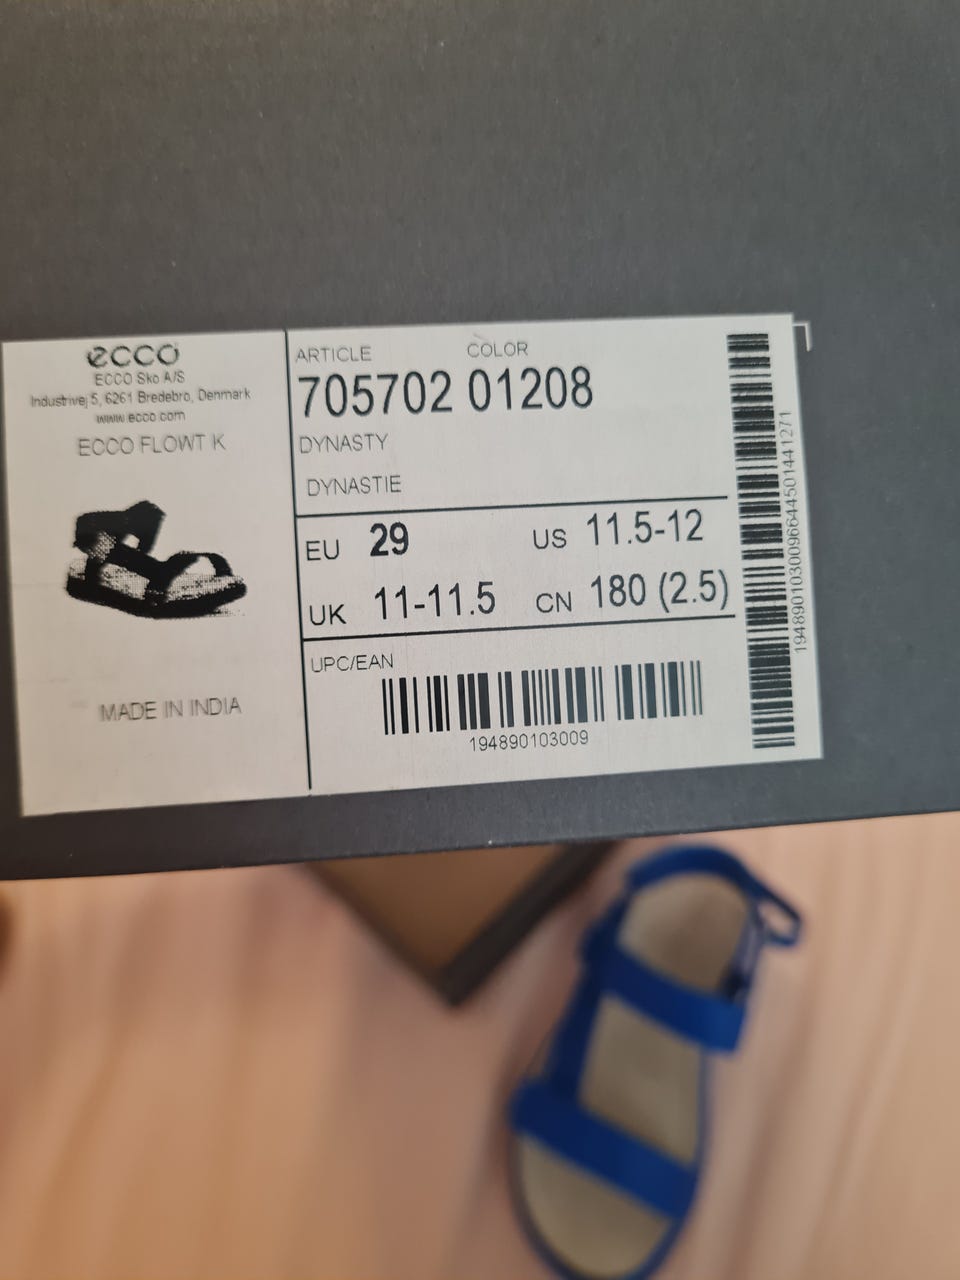 ecco
ECCO Sko A/S
Industrivej 5, 6261 Bredebro, Denmark
www.ecco.com
ECCO FLOWT K
MADE IN INDIA
ARTICLE COLOR
705702 01208
DYNASTY
DYNASTIE
EU 29 US 11.5-12
UK 11-11.5 CN 180 (2.5)
UPC/EAN
194890103009
1948901030096644501441271